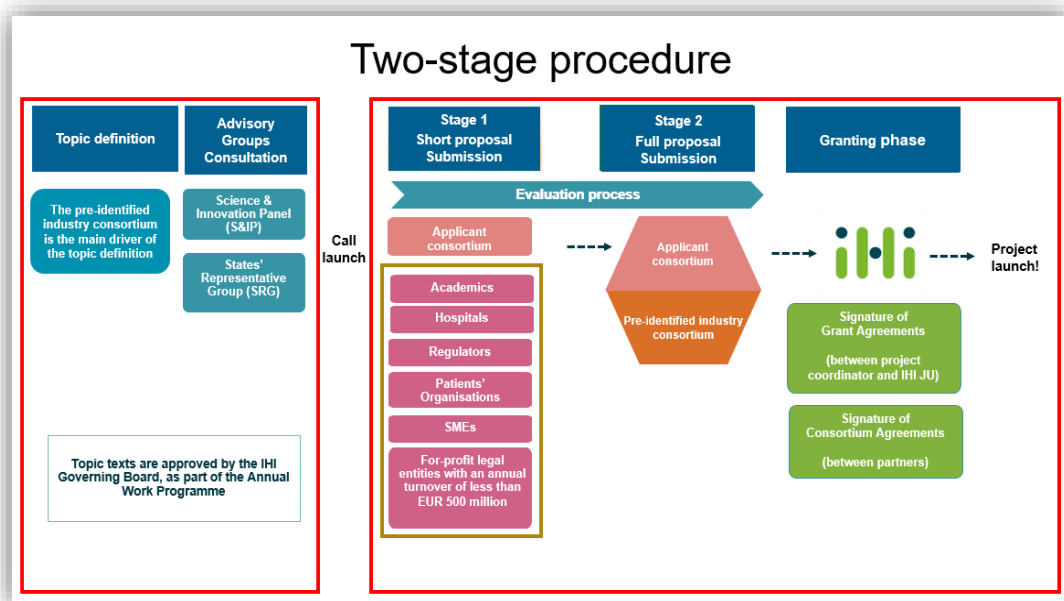 Two-stage procedure
Topic definition
Advisory
Groups
Consultation
The pre-identified
industry consortium
is the main driver of
the topic definition
Science &
Innovation Panel
(S&IP)
States'
Representative
Group (SRG)
Topic texts are approved by the IHI
Governing Board, as part of the Annual
Work Programme
Call
launch
Stage 1
Short proposal
Submission
Stage 2
Full proposal
Submission
Granting phase
Evaluation process
Applicant
consortium
Academics
Hospitals
Regulators
Patients'
Organisations
SMEs
For-profit legal
entities with an annual
turnover of less than
EUR 500 million
Applicant
consortium
Pre-identified industry
consortium
iHi
Project
launch!
Signature of
Grant Agreements
(between project
coordinator and IHI JU)
Signature of
Consortium Agreements
(between partners)